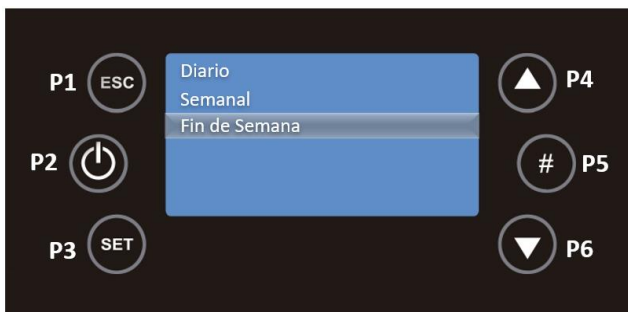 P1 ESC
P2
P3 SET
Diario
Semanal
Fin de Semana
P4
# P5
P6